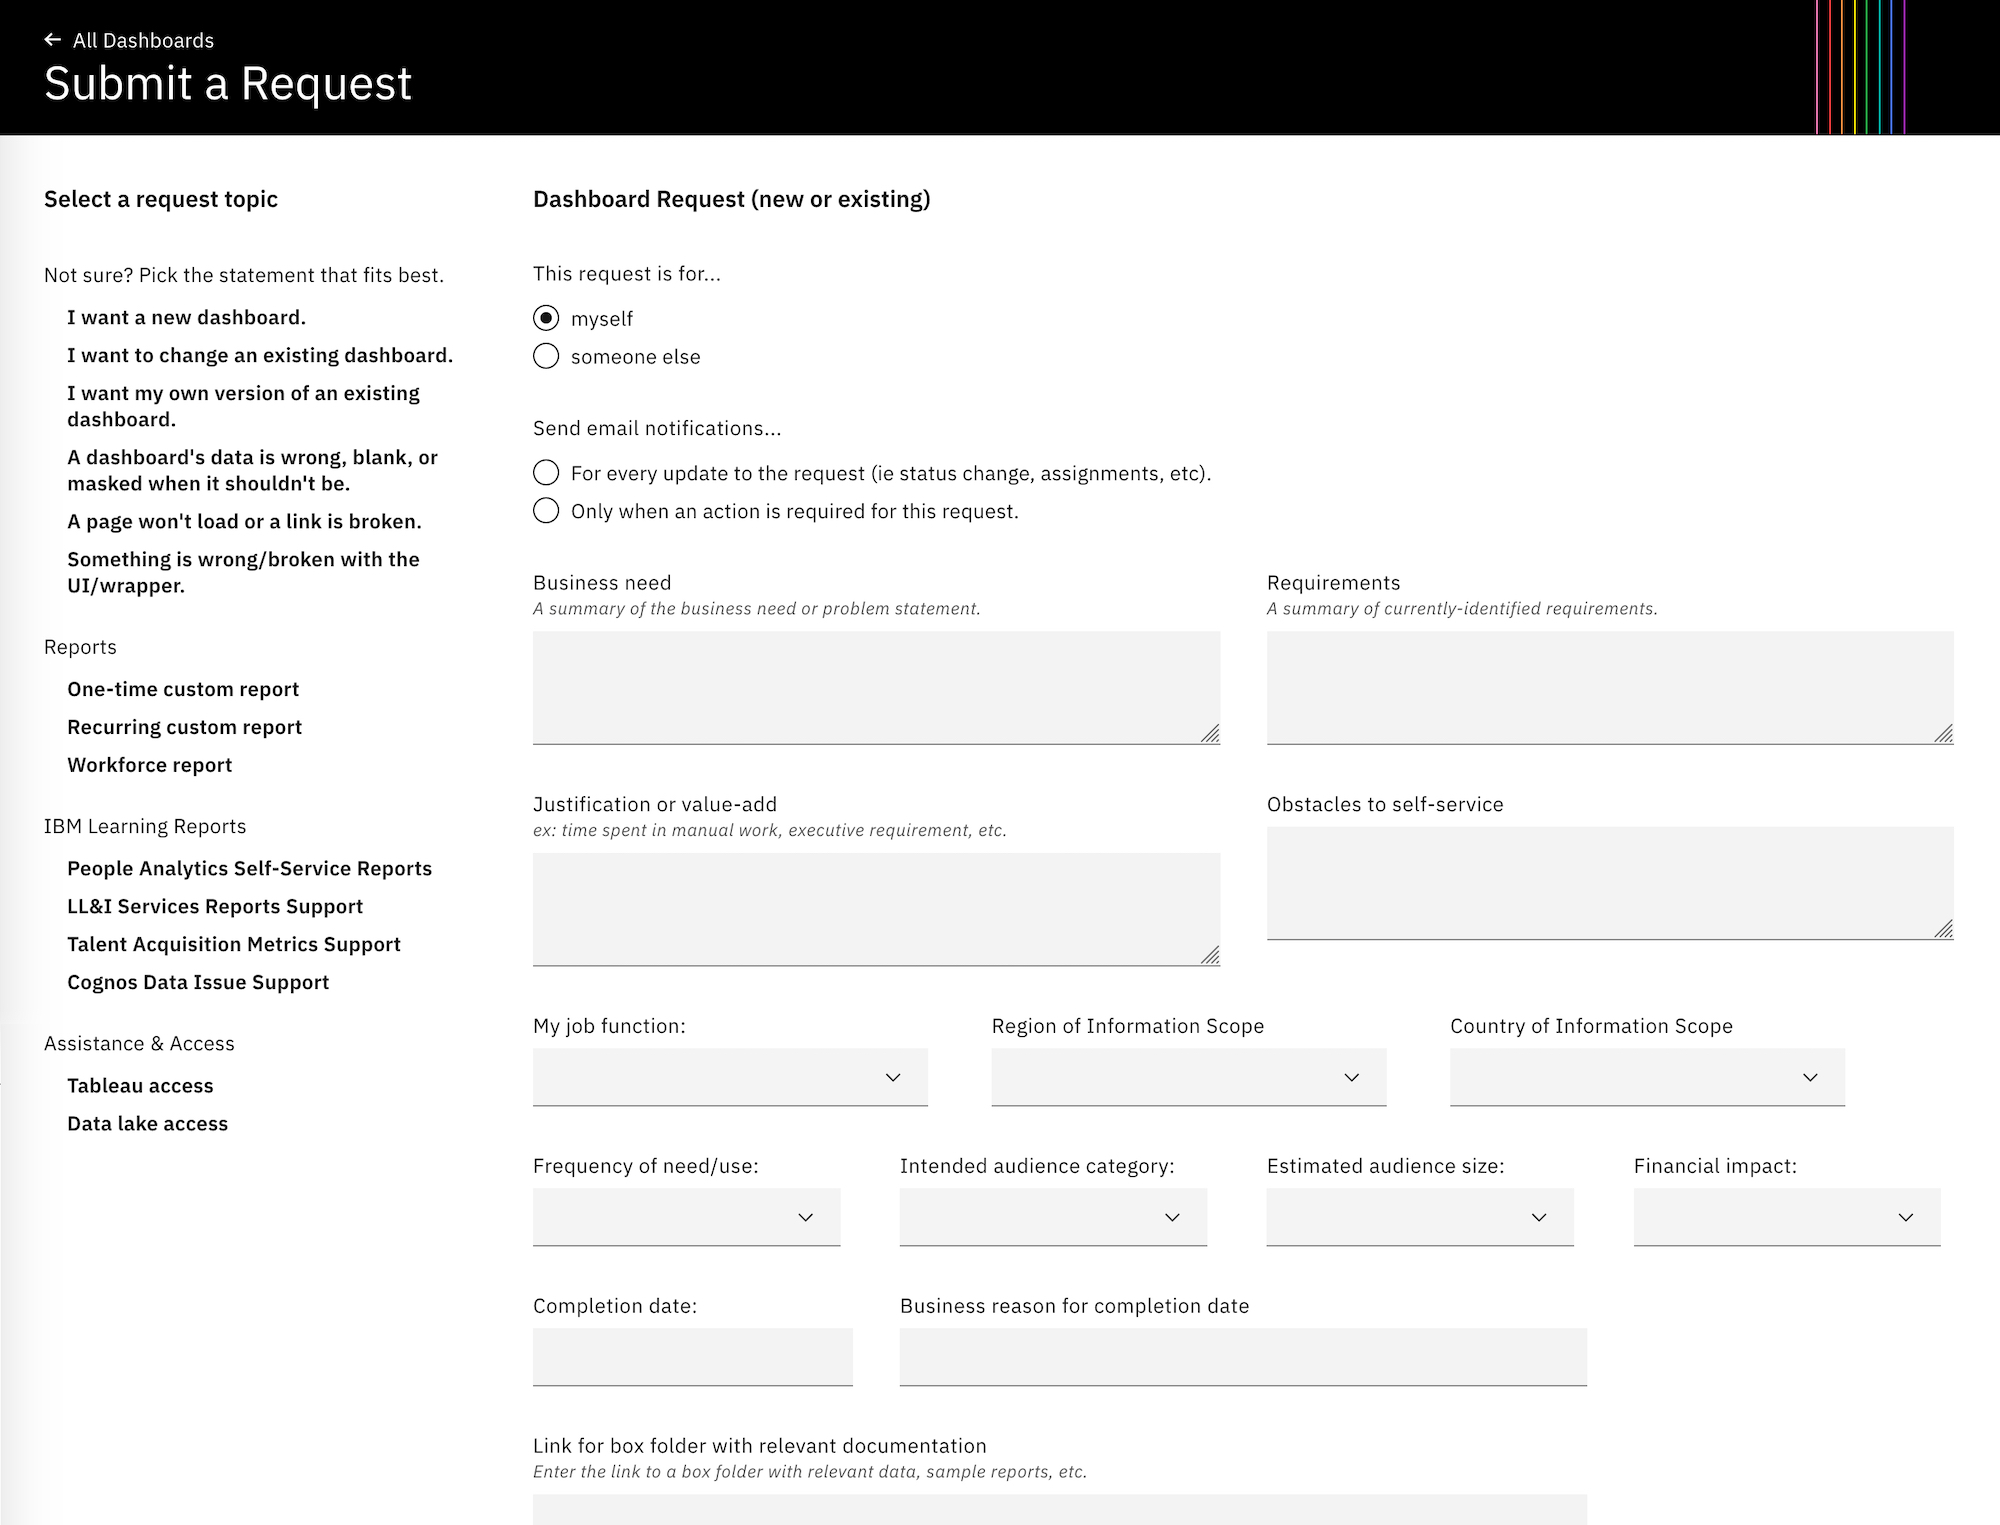 All Dashboards
Submit a Request
Select a request topic
Not sure? Pick the statement that fits best.
I want a new dashboard.
I want to change an existing dashboard.
I want my own version of an existing
dashboard.
A dashboard's data is wrong, blank, or
masked when it shouldn't be.
A page won't load or a link is broken.
Something is wrong/broken with the
UI/wrapper.
Reports
One-time custom report
Recurring custom report
Workforce report
IBM Learning Reports
People Analytics Self-Service Reports
LL&I Services Reports Support
Talent Acquisition Metrics Support
Cognos Data Issue Support
Assistance & Access
Tableau access
Data lake access
Dashboard Request (new or existing)
This request is for...
myself
someone else
Send email notifications...
For every update to the request (ie status change, assignments, etc).
Only when an action is required for this request.
Business need
A summary of the business need or problem statement.
Requirements
A summary of currently-identified requirements.
Justification or value-add
ex: time spent in manual work, executive requirement, etc.
Obstacles to self-service
My job function:
Region of Information Scope
Country of Information Scope
Frequency of need/use:
Intended audience category:
Estimated audience size:
Financial impact:
Completion date:
Business reason for completion date
Link for box folder with relevant documentation
Enter the link to a box folder with relevant data, sample reports, etc.